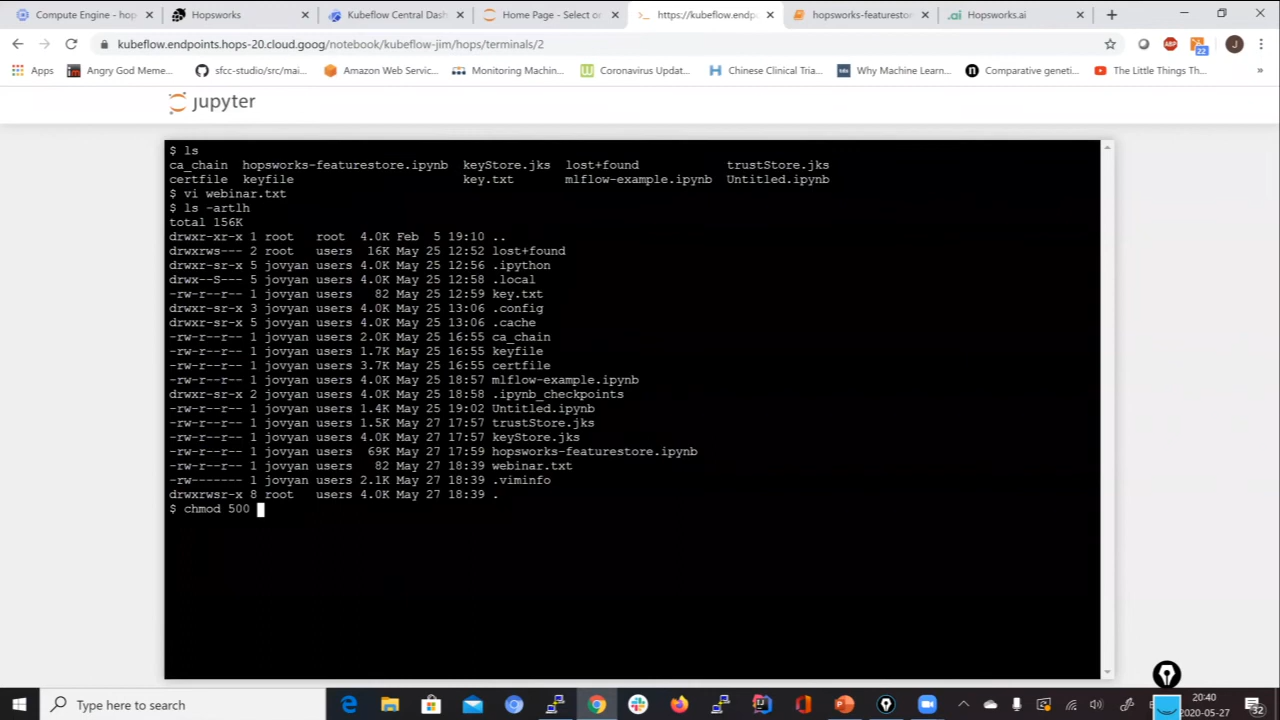 Compute Engine - hop
Hopsworks
Kubeflow Central Dash
Home Page - Select or
https://kubeflow.endp
hopsworks-featurestor
.ai Hopsworks.ai
kubeflow.endpoints.hops-20.cloud.goog/notebook/kubeflow-jim/hops/terminals/2
ABP
22
J
Apps
Angry God Meme...
sfcc-studio/src/mai...
Amazon Web Servic...
Monitoring Machin...
Coronavirus Updat...
Chinese Clinical Tria...
Why Machine Learn...
Comparative geneti...
The Little Things Th...
»
jupyter
$ ls
ca_chain hopsworks-featurestore.ipynb keyStore.jks lost+found trustStore.jks
certfile keyfile key.txt mlflow-example.ipynb Untitled.ipynb
$ vi webinar.txt
$ ls -artlh
total 156K
drwxr-xr-x 1 root root 4.0K Feb 5 19:10 ..
drwxrws--- 2 root users 16K May 25 12:52 lost+found
drwxr-sr-x 5 jovyan users 4.0K May 25 12:56 .ipython
drwx--S--- 5 jovyan users 4.0K May 25 12:58 .local
-rw-r--r-- 1 jovyan users 82 May 25 12:59 key.txt
drwxr-sr-x 3 jovyan users 4.0K May 25 13:06 .config
drwxr-sr-x 5 jovyan users 4.0K May 25 13:06 .cache
-rw-r--r-- 1 jovyan users 2.0K May 25 16:55 ca_chain
-rw-r--r-- 1 jovyan users 1.7K May 25 16:55 keyfile
-rw-r--r-- 1 jovyan users 3.7K May 25 16:55 certfile
-rw-r--r-- 1 jovyan users 4.0K May 25 18:57 mlflow-example.ipynb
drwxr-sr-x 2 jovyan users 4.0K May 25 18:58 .ipynb_checkpoints
-rw-r--r-- 1 jovyan users 1.4K May 25 19:02 Untitled.ipynb
-rw-r--r-- 1 jovyan users 1.5K May 27 17:57 trustStore.jks
-rw-r--r-- 1 jovyan users 4.0K May 27 17:57 keyStore.jks
-rw-r--r-- 1 jovyan users 69K May 27 17:59 hopsworks-featurestore.ipynb
-rw-r--r-- 1 jovyan users 82 May 27 18:39 webinar.txt
-rw------- 1 jovyan users 2.1K May 27 18:39 .viminfo
drwxrwsr-x 8 root users 4.0K May 27 18:39 .
$ chmod 500
Type here to search
20:40
2020-05-27
32